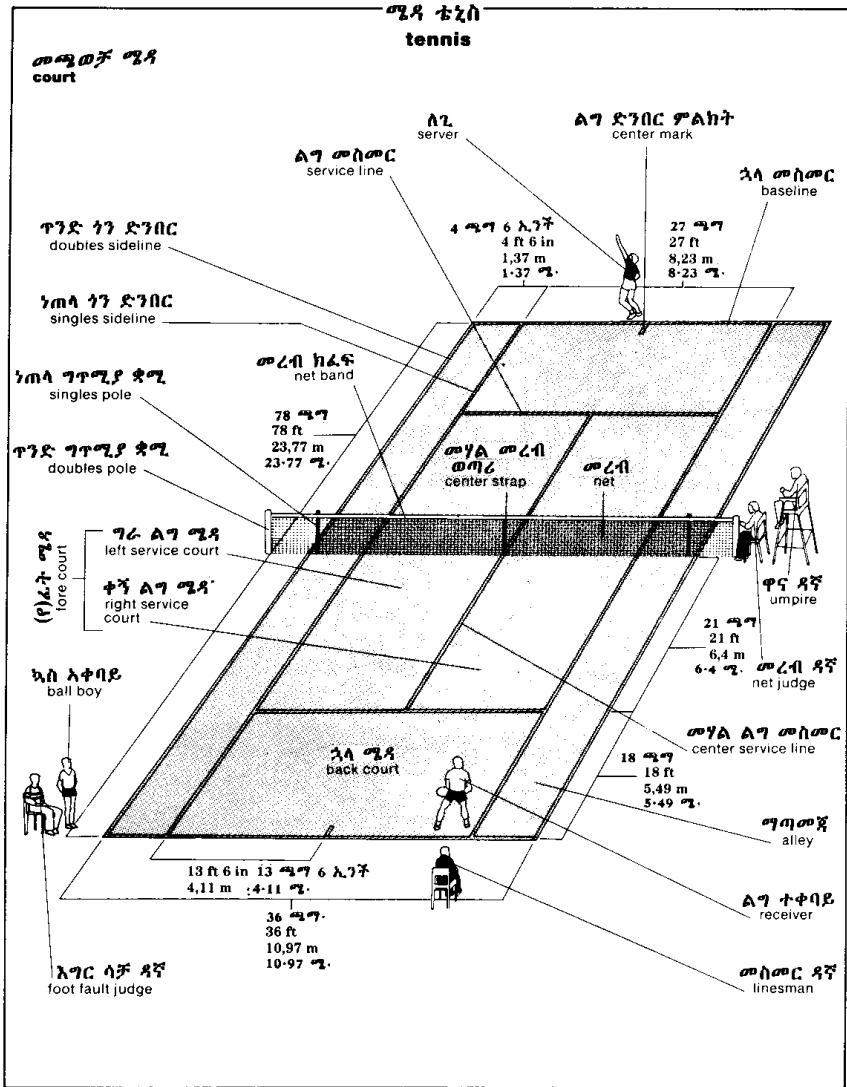 ሜዳ ቴኒስ
tennis
መጫወቻ ሜዳ
court
ለጊ
server
ልግ ድንበር ምልክት
center mark
ልግ መስመር
service line
ኋላ መስመር
baseline
ጥንድ ጎን ድንበር
doubles sideline
4 ጫማ 6 ኢንች
4 ft 6 in
1,37 m
1·37 ሜ.
27 ጫማ
27 ft
8,23 m
8·23 ሜ.
ነጠላ ጎን ድንበር
singles sideline
መረብ ክፈፍ
net band
ነጠላ ግጥሚያ ቋሚ
singles pole
78 ጫማ
78 ft
23,77 m
23·77 ሜ.
ጥንድ ግጥሚያ ቋሚ
doubles pole
መሃል መረብ
ወጣሪ
center strap
መረብ
net
(የ)ፊት ሜዳ
fore court
ግራ ልግ ሜዳ
left service court
ቀኝ ልግ ሜዳ
right service
court
ዋና ዳኛ
umpire
21 ጫማ
21 ft
6,4 m
6·4 ሜ.
መረብ ዳኛ
net judge
ኳስ አቀባይ
ball boy
መሃል ልግ መስመር
center service line
ኋላ ሜዳ
back court
18 ጫማ
18 ft
5,49 m
5·49 ሜ.
ማጣመጃ
alley
13 ft 6 in 13 ጫማ 6 ኢንች
4,11 m 4·11 ሜ.
36 ጫማ.
36 ft
10,97 m
10·97 ሜ.
ልግ ተቀባይ
receiver
እግር ሳቻ ዳኛ
foot fault judge
መስመር ዳኛ
linesman